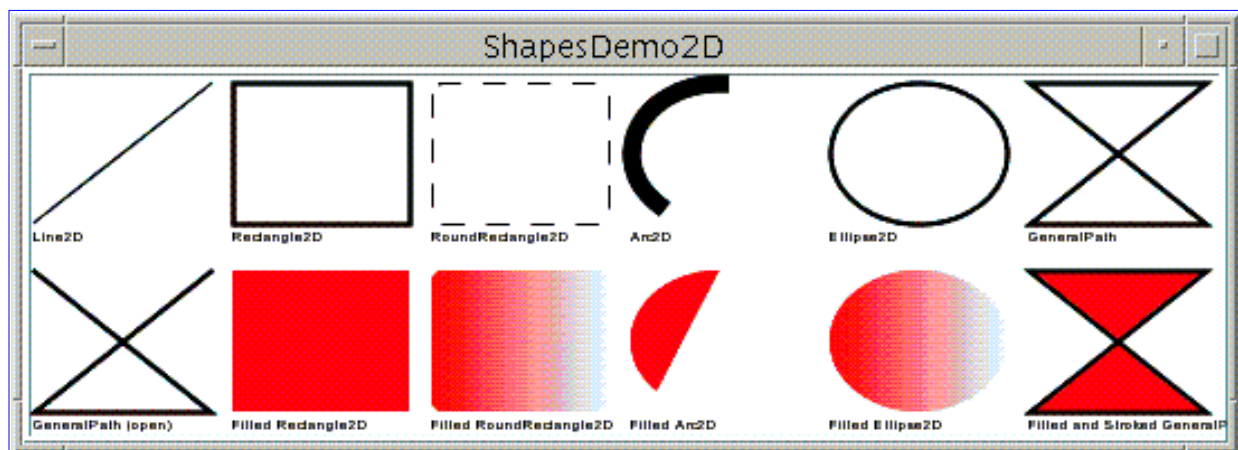 ShapesDemo2D
Line2D Rectangle2D RoundRectangle2D Arc2D Ellipse2D GeneralPath
GeneralPath (open) Filled Rectangle2D Filled RoundRectangle2D Filled Arc2D Filled Ellipse2D Filled and Stroked GeneralP